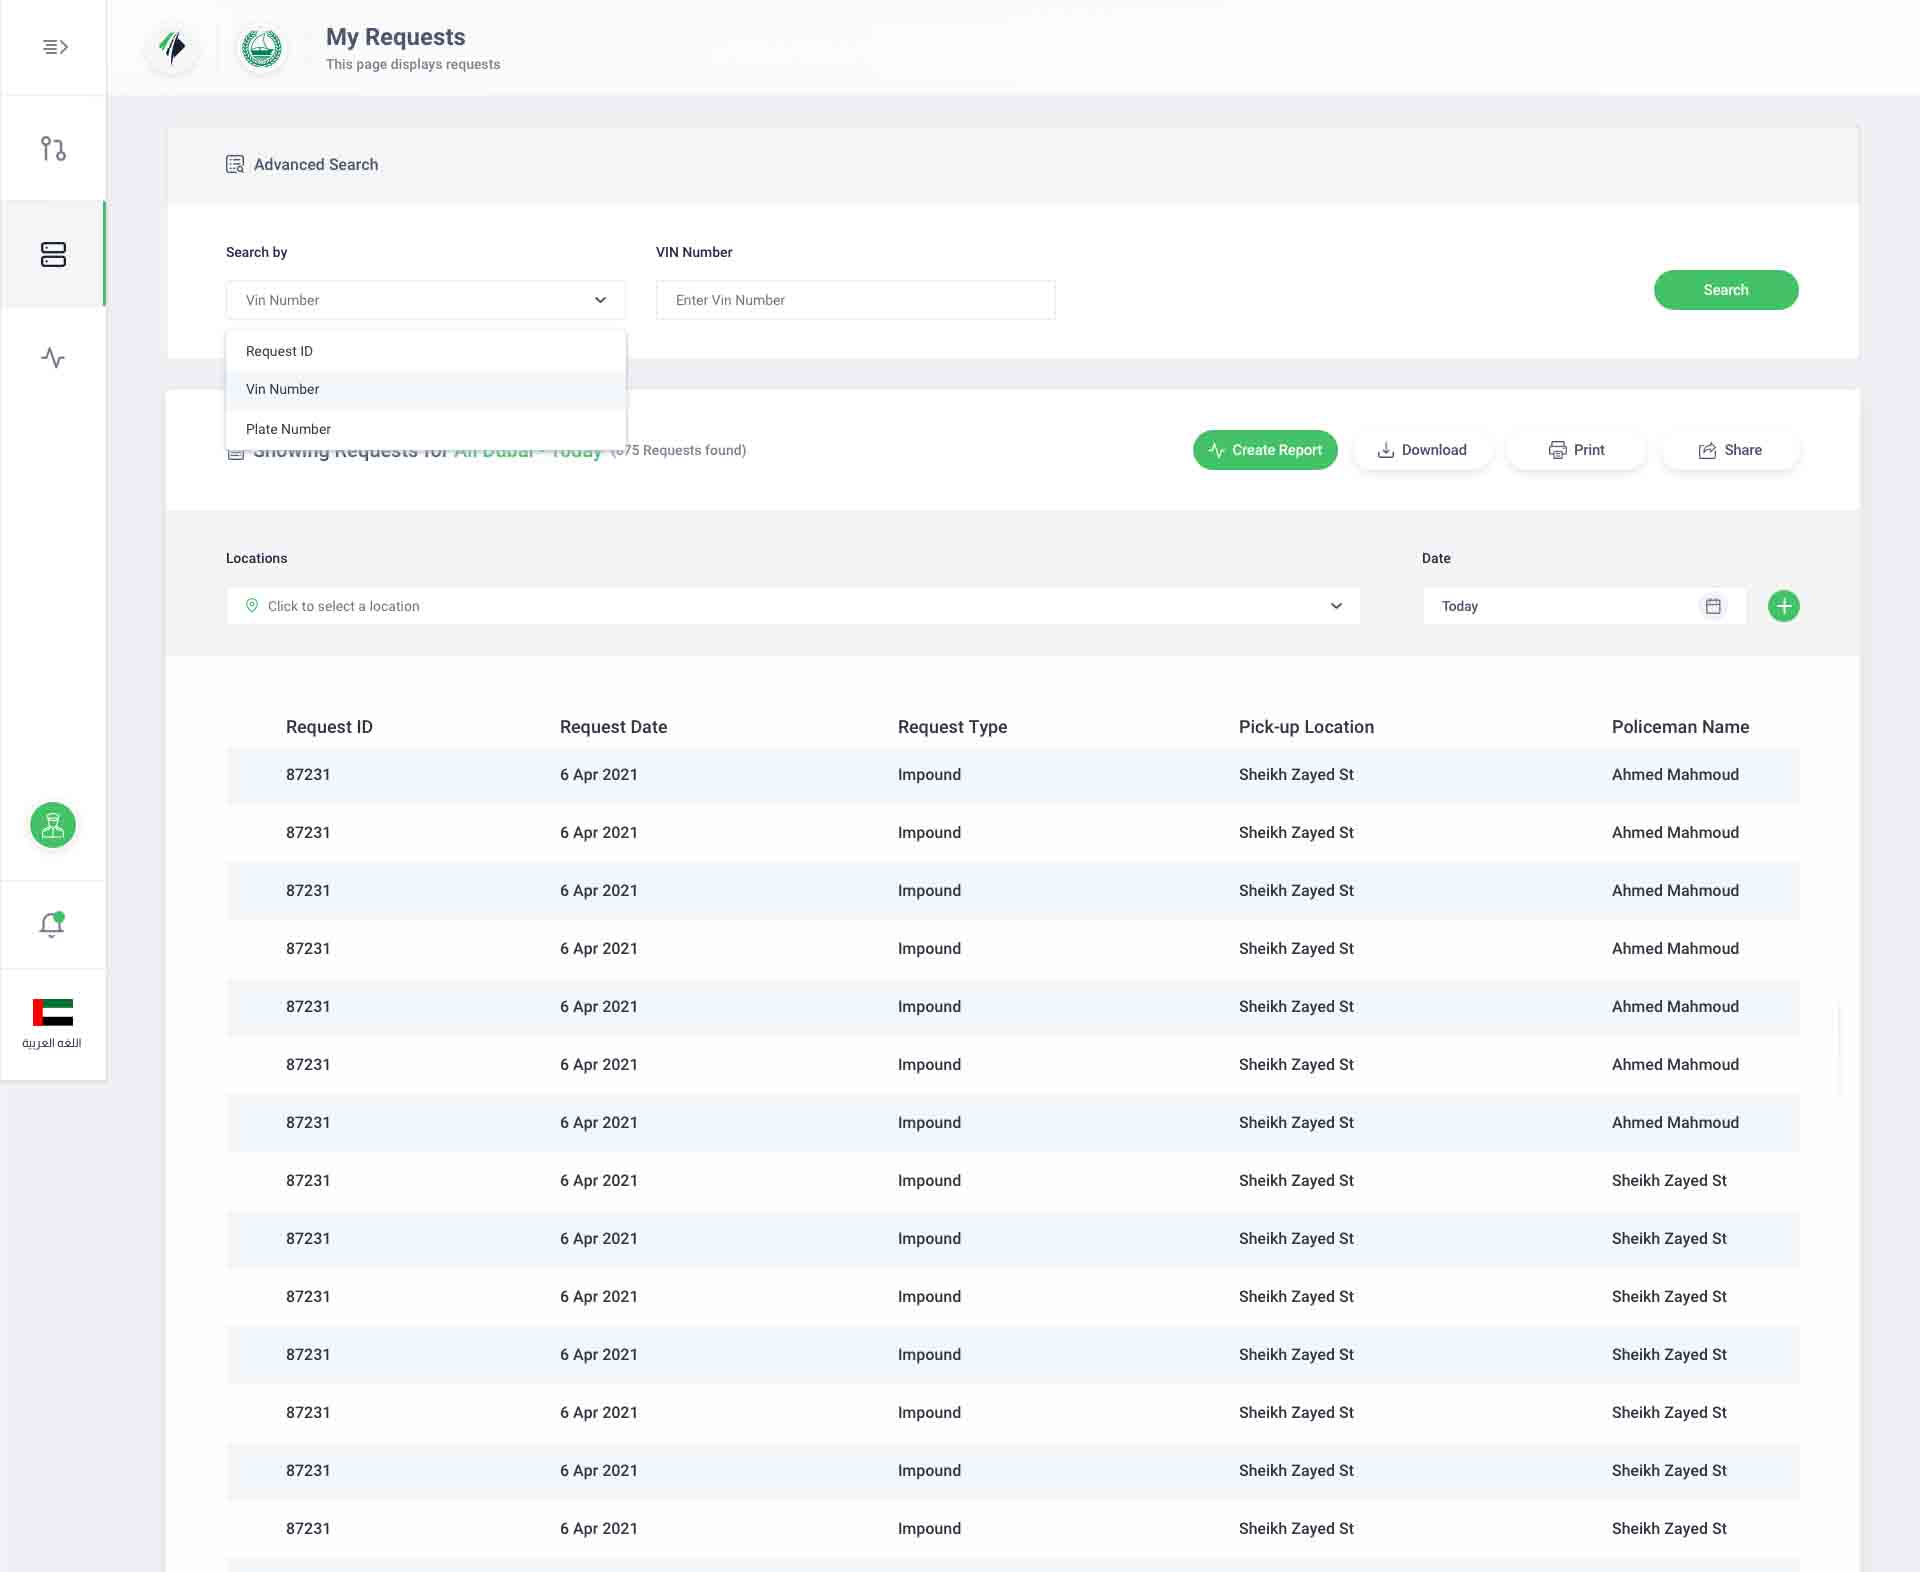 My Requests
This page displays requests
Advanced Search
Search by
VIN Number
Vin Number
Enter Vin Number
Search
Request ID
Vin Number
Plate Number
Showing Requests for All Dubai - Today (675 Requests found)
Create Report
Download
Print
Share
Locations
Date
Click to select a location
Today
Request ID Request Date Request Type Pick-up Location Policeman Name
87231 6 Apr 2021 Impound Sheikh Zayed St Ahmed Mahmoud
87231 6 Apr 2021 Impound Sheikh Zayed St Ahmed Mahmoud
87231 6 Apr 2021 Impound Sheikh Zayed St Ahmed Mahmoud
87231 6 Apr 2021 Impound Sheikh Zayed St Ahmed Mahmoud
87231 6 Apr 2021 Impound Sheikh Zayed St Ahmed Mahmoud
87231 6 Apr 2021 Impound Sheikh Zayed St Ahmed Mahmoud
87231 6 Apr 2021 Impound Sheikh Zayed St Ahmed Mahmoud
87231 6 Apr 2021 Impound Sheikh Zayed St Sheikh Zayed St
87231 6 Apr 2021 Impound Sheikh Zayed St Sheikh Zayed St
87231 6 Apr 2021 Impound Sheikh Zayed St Sheikh Zayed St
87231 6 Apr 2021 Impound Sheikh Zayed St Sheikh Zayed St
87231 6 Apr 2021 Impound Sheikh Zayed St Sheikh Zayed St
87231 6 Apr 2021 Impound Sheikh Zayed St Sheikh Zayed St
87231 6 Apr 2021 Impound Sheikh Zayed St Sheikh Zayed St
اللغه العربية